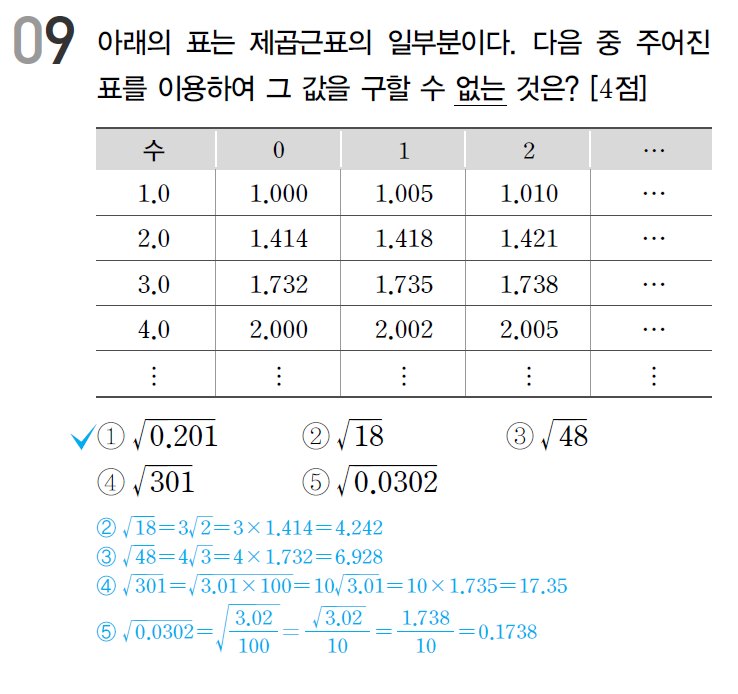 09 아래의 표는 제곱근표의 일부분이다. 다음 중 주어진
표를 이용하여 그 값을 구할 수 없는 것은? [4점]
수 0 1 2 ⋯
1.0 1.000 1.005 1.010 ⋯
2.0 1.414 1.418 1.421 ⋯
3.0 1.732 1.735 1.738 ⋯
4.0 2.000 2.002 2.005 ⋯
⋮ ⋮ ⋮ ⋮ ⋮
① √0.201 ② √18 ③ √48
④ √301 ⑤ √0.0302
② √18=3√2=3×1.414=4.242
③ √48=4√3=4×1.732=6.928
④ √301=√3.01×100=10√3.01=10×1.735=17.35
⑤ √0.0302=√(3.02/100)=√3.02/10=1.738/10=0.1738